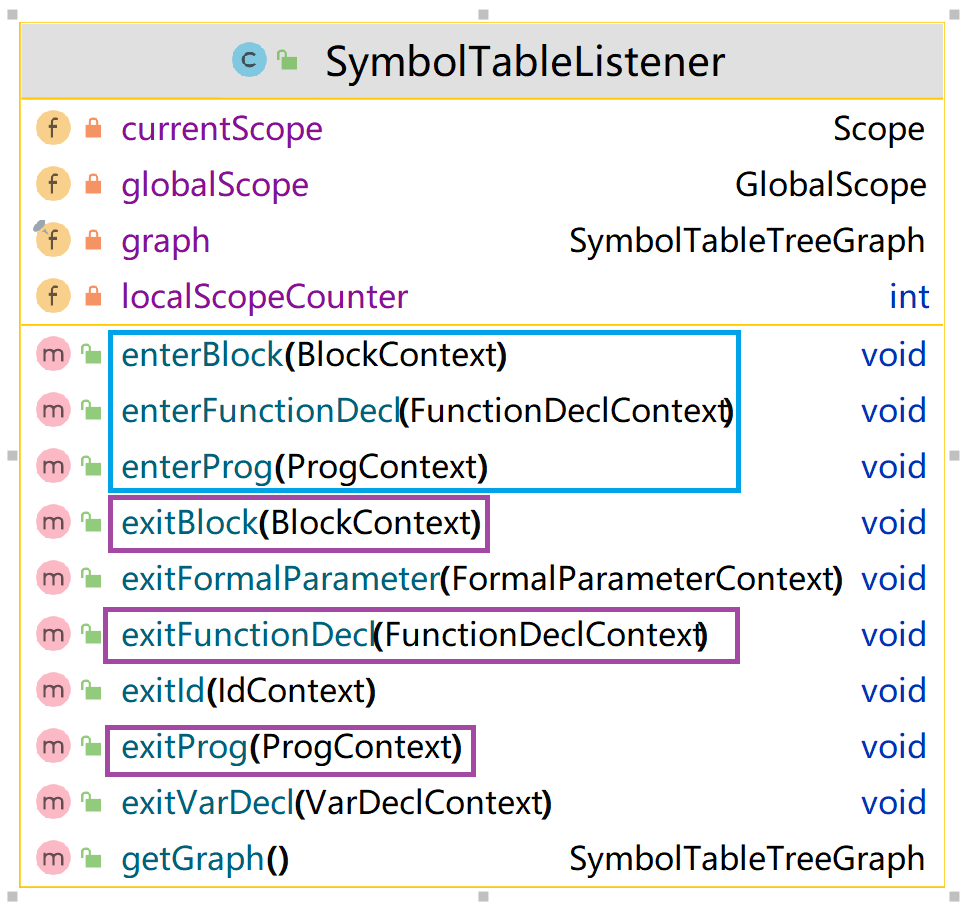 C SymbolTableListener
f currentScope Scope
f globalScope GlobalScope
f graph SymbolTableTreeGraph
f localScopeCounter int
m enterBlock(BlockContext) void
m enterFunctionDecl(FunctionDeclContext) void
m enterProg(ProgContext) void
m exitBlock(BlockContext) void
m exitFormalParameter(FormalParameterContext) void
m exitFunctionDecl(FunctionDeclContext) void
m exitId(IdContext) void
m exitProg(ProgContext) void
m exitVarDecl(VarDeclContext) void
m getGraph() SymbolTableTreeGraph